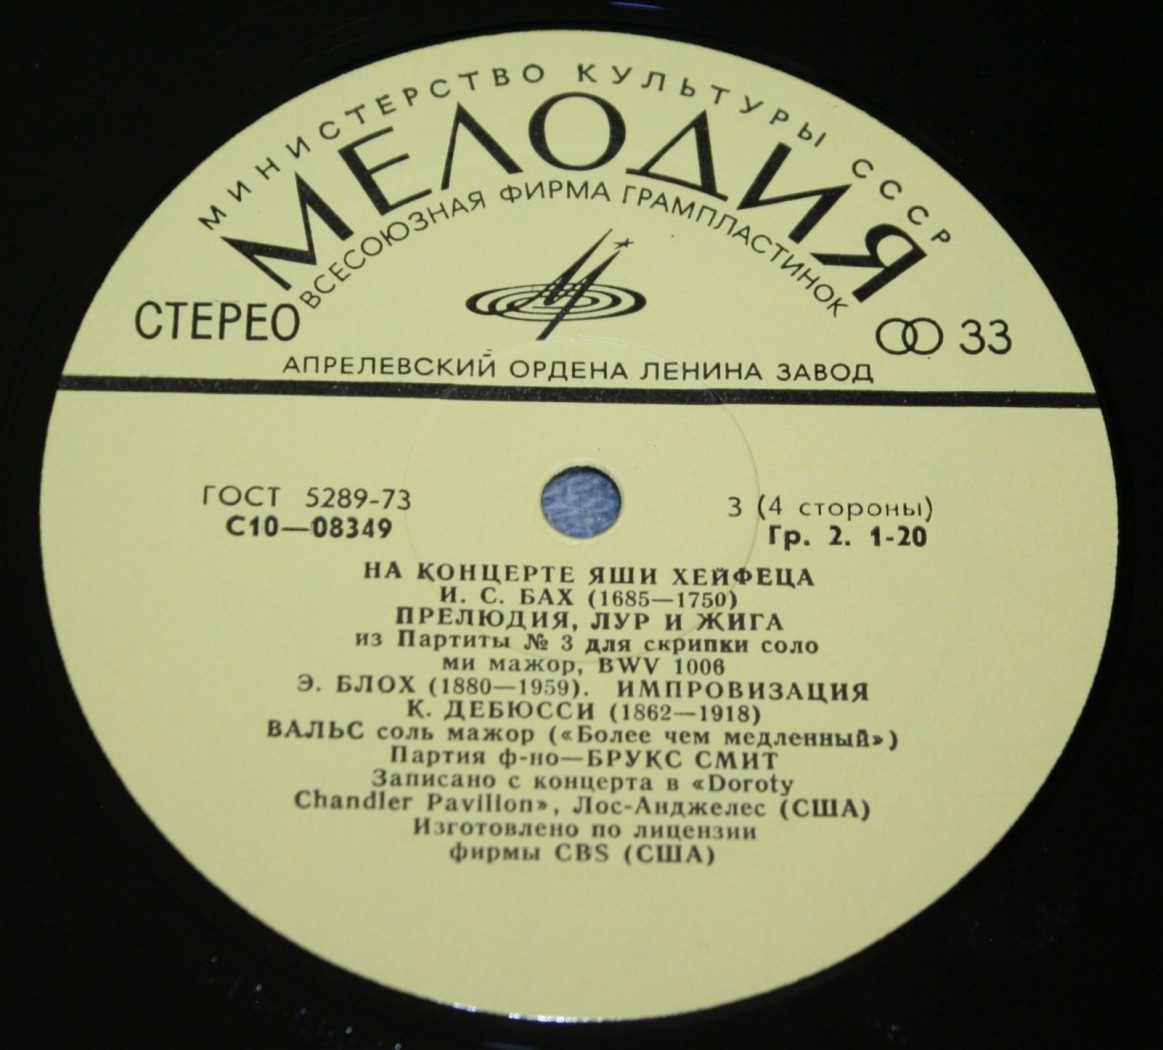 МИНИСТЕРСТВО КУЛЬТУРЫ СССР
МЕЛОДИЯ
ВСЕСОЮЗНАЯ ФИРМА ГРАМПЛАСТИНОК
СТЕРЕО
33
АПРЕЛЕВСКИЙ ОРДЕНА ЛЕНИНА ЗАВОД
ГОСТ 5289-73
3 (4 стороны)
С10—08349
Гр. 2. 1-20
НА КОНЦЕРТЕ ЯШИ ХЕЙФЕЦА
И. С. БАХ (1685—1750)
ПРЕЛЮДИЯ, ЛУР И ЖИГА
из Партиты № 3 для скрипки соло
ми мажор, BWV 1006
Э. БЛОХ (1880—1959). ИМПРОВИЗАЦИЯ
К. ДЕБЮССИ (1862—1918)
ВАЛЬС соль мажор («Более чем медленный»)
Партия ф-но—БРУКС СМИТ
Записано с концерта в «Doroty
Chandler Pavilion», Лос-Анджелес (США)
Изготовлено по лицензии
фирмы CBS (США)